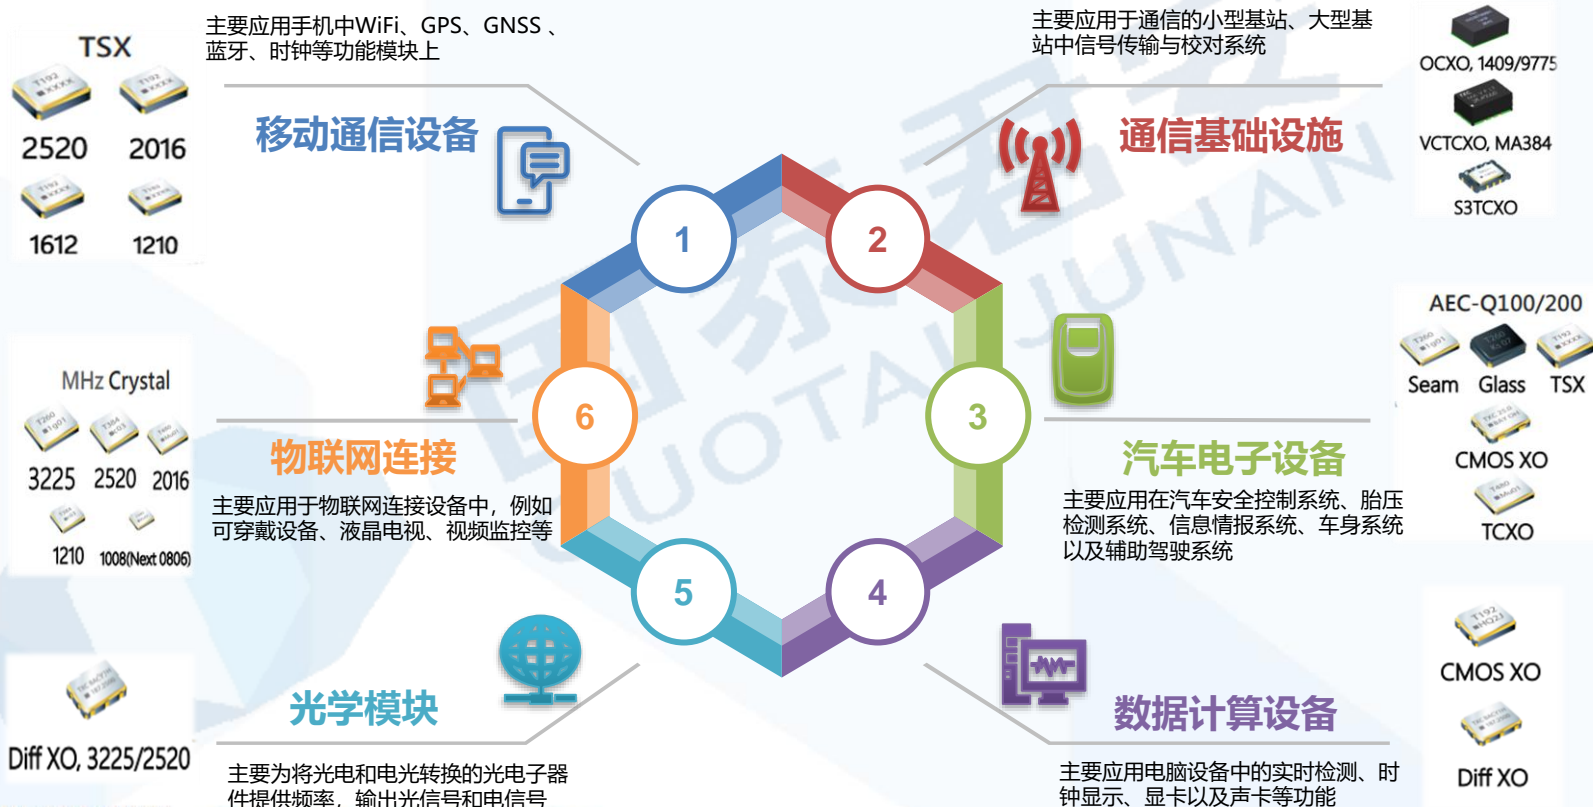 TSX
2520
2016
1612
1210
主要应用手机中WiFi、GPS、GNSS 、
蓝牙、时钟等功能模块上
移动通信设备
主要应用于通信的小型基站、大型基
站中信号传输与校对系统
通信基础设施
OCXO, 1409/9775
VCTCXO, MA384
S3TCXO
1
2
3
4
5
6
MHz Crystal
3225
2520
2016
1210
1008(Next 0806)
物联网连接
主要应用于物联网连接设备中，例如
可穿戴设备、液晶电视、视频监控等
AEC-Q100/200
Seam
Glass
TSX
CMOS XO
TCXO
汽车电子设备
主要应用在汽车安全控制系统、胎压
检测系统、信息情报系统、车身系统
以及辅助驾驶系统
光学模块
Diff XO, 3225/2520
主要为将光电和电光转换的光电子器
件提供频率，输出光信号和电信号
数据计算设备
主要应用电脑设备中的实时检测、时
钟显示、显卡以及声卡等功能
CMOS XO
Diff XO
国泰君安
GUOTAI JUNAN